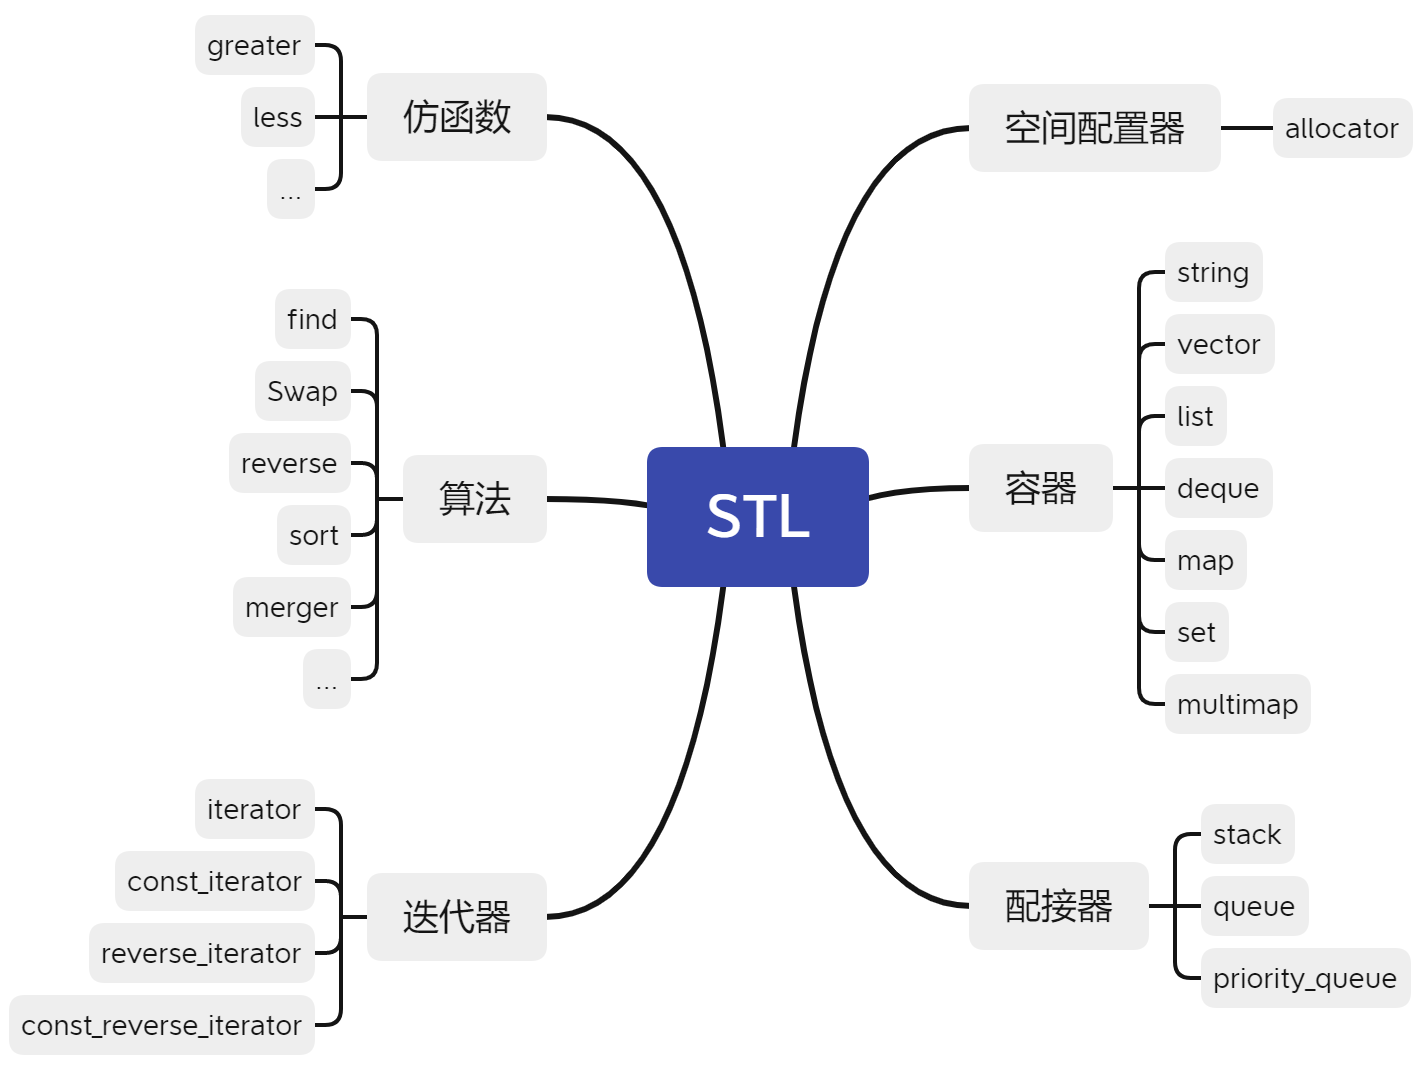 STL
仿函数
greater
less
...
算法
find
Swap
reverse
sort
merger
...
迭代器
iterator
const_iterator
reverse_iterator
const_reverse_iterator
空间配置器
allocator
容器
string
vector
list
deque
map
set
multimap
配接器
stack
queue
priority_queue